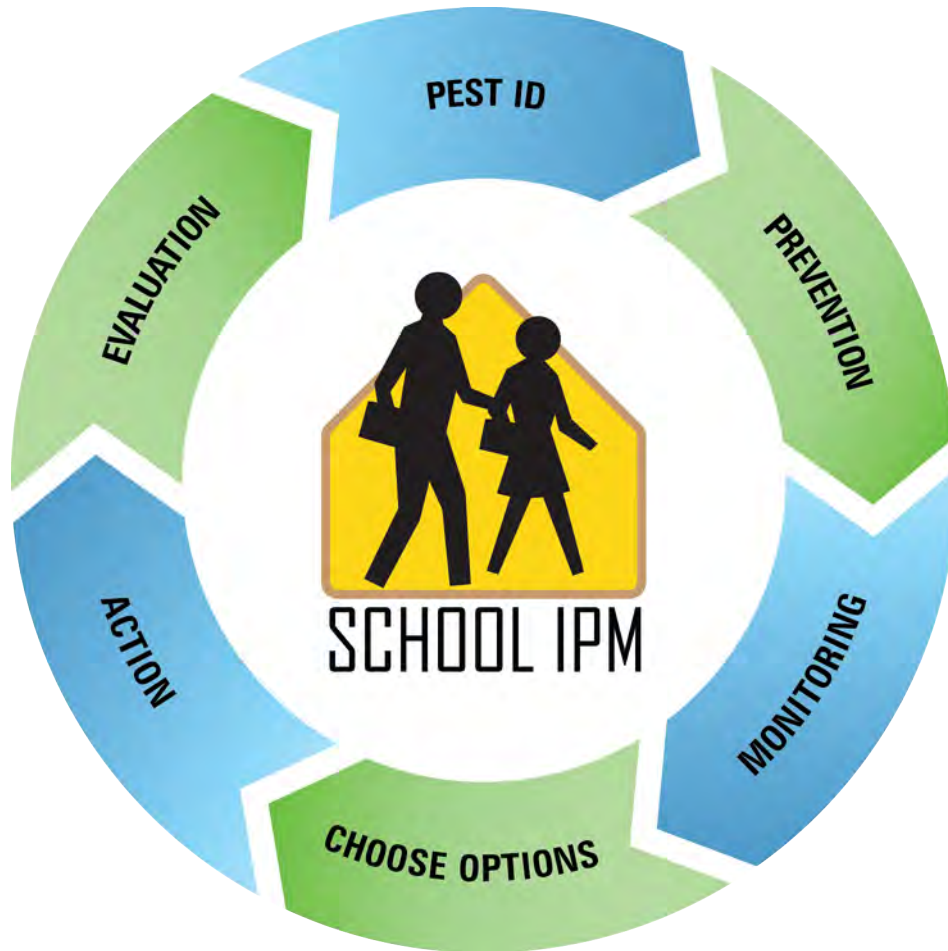 PEST ID
PREVENTION
MONITORING
CHOOSE OPTIONS
ACTION
EVALUATION
SCHOOL IPM